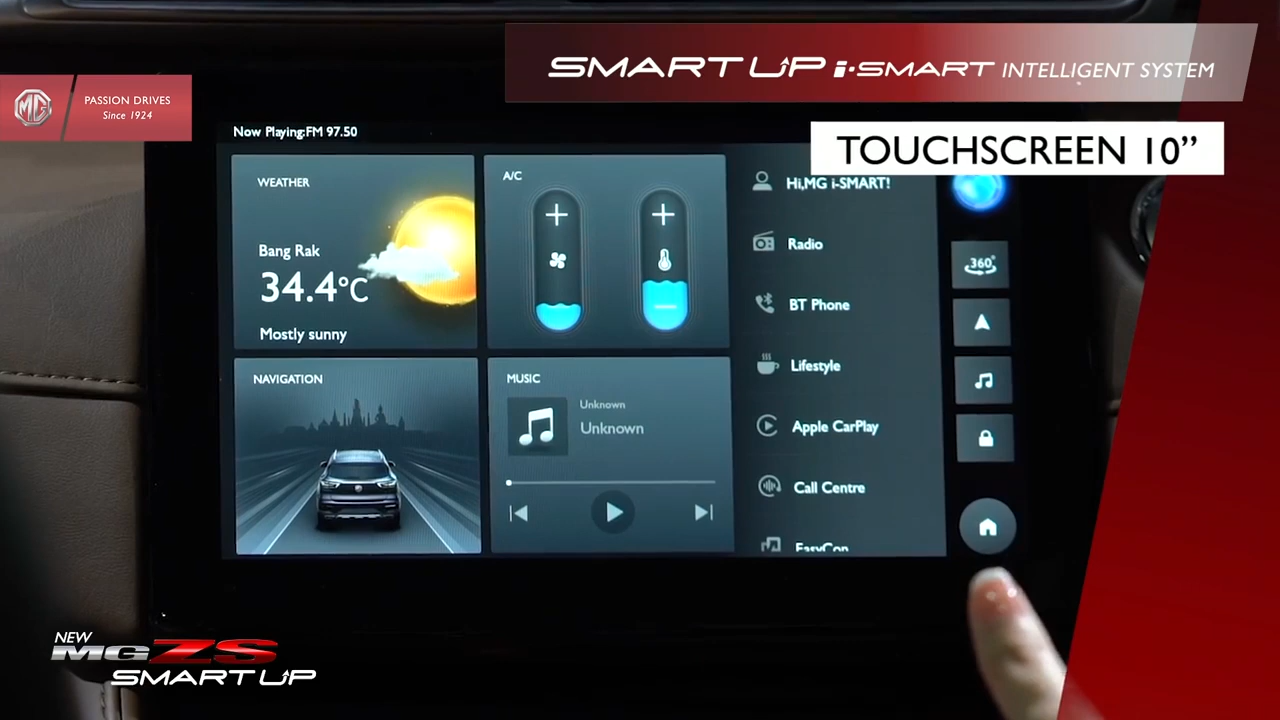 SMART UP i-SMART INTELLIGENT SYSTEM
MG
PASSION DRIVES
Since 1924
TOUCHSCREEN 10”
Now Playing:FM 97.50
WEATHER
Bang Rak
34.4°C
Mostly sunny
A/C
NAVIGATION
MUSIC
Unknown
Unknown
Hi,MG i-SMART!
Radio
BT Phone
Lifestyle
Apple CarPlay
Call Centre
EasyCon
360°
NEW
MG ZS
SMART UP